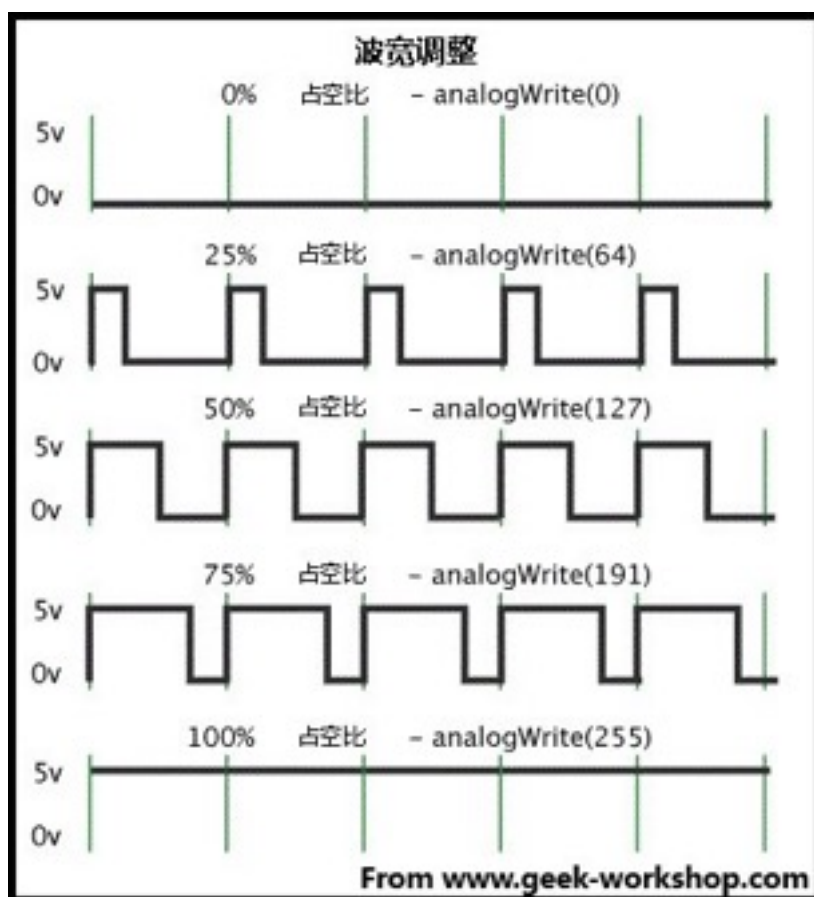 波宽调整
0% 占空比 - analogWrite(0)
5v
0v
25% 占空比 - analogWrite(64)
5v
0v
50% 占空比 - analogWrite(127)
5v
0v
75% 占空比 - analogWrite(191)
5v
0v
100% 占空比 - analogWrite(255)
5v
0v
From www.geek-workshop.com